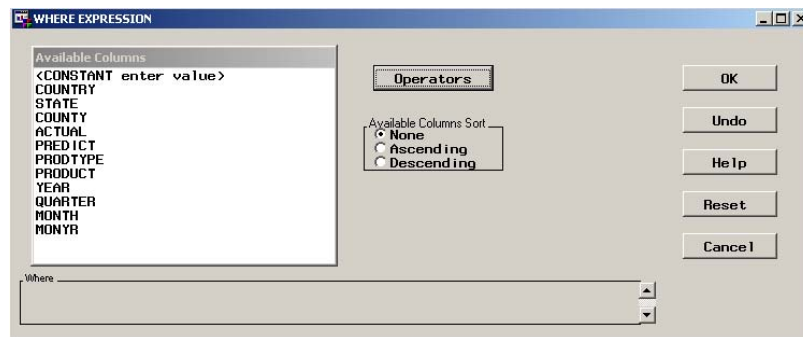 WHERE EXPRESSION
Available Columns
<CONSTANT enter value>
COUNTRY
STATE
COUNTY
ACTUAL
PREDICT
PRODTYPE
PRODUCT
YEAR
QUARTER
MONTH
MONYR
Operators
Available Columns Sort
None
Ascending
Descending
OK
Undo
Help
Reset
Cancel
Where